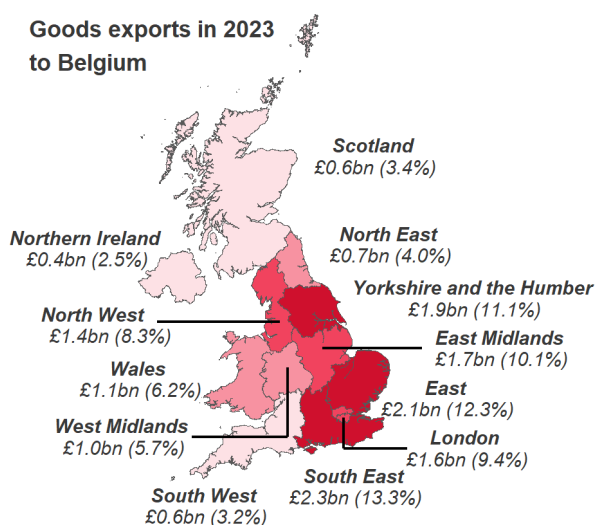 Goods exports in 2023
to Belgium
Scotland
£0.6bn (3.4%)
Northern Ireland
£0.4bn (2.5%)
North East
£0.7bn (4.0%)
Yorkshire and the Humber
£1.9bn (11.1%)
North West
£1.4bn (8.3%)
East Midlands
£1.7bn (10.1%)
Wales
£1.1bn (6.2%)
East
£2.1bn (12.3%)
West Midlands
£1.0bn (5.7%)
London
£1.6bn (9.4%)
South East
£2.3bn (13.3%)
South West
£0.6bn (3.2%)